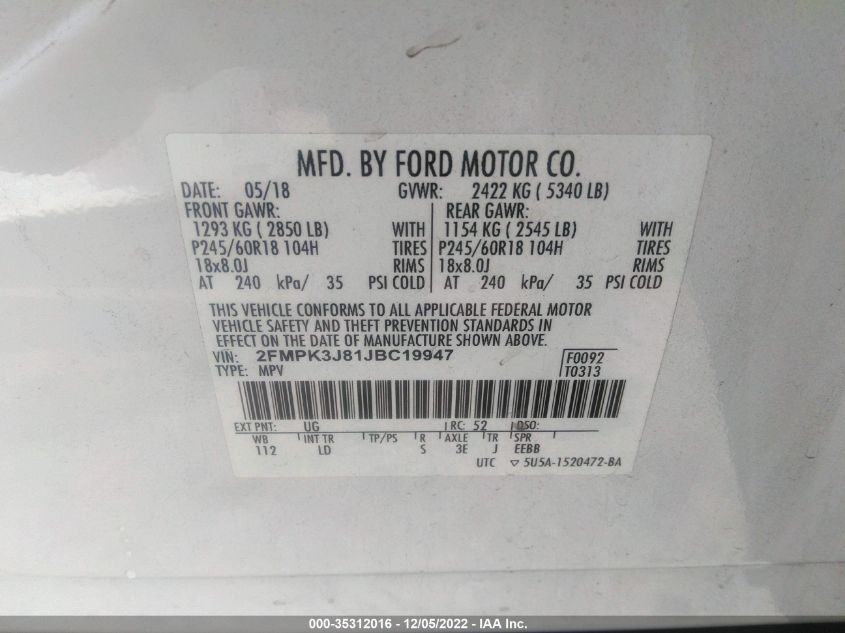 MFD. BY FORD MOTOR CO.
DATE: 05/18 GVWR: 2422 KG ( 5340 LB)
FRONT GAWR: REAR GAWR:
1293 KG ( 2850 LB) WITH 1154 KG ( 2545 LB) WITH
P245/60R18 104H TIRES P245/60R18 104H TIRES
18x8.0J RIMS 18x8.0J RIMS
AT 240 kPa/ 35 PSI COLD AT 240 kPa/ 35 PSI COLD
THIS VEHICLE CONFORMS TO ALL APPLICABLE FEDERAL MOTOR
VEHICLE SAFETY AND THEFT PREVENTION STANDARDS IN
EFFECT ON THE DATE OF MANUFACTURE SHOWN ABOVE.
VIN: 2FMPK3J81JBC19947 F0092
TYPE: MPV T0313
EXT PNT: UG RC: 52 DSO:
WB INT TR TP/PS R AXLE TR SPR
112 LD S 3E J EEBB
UTC ▽ 5U5A-1520472-BA
000-35312016 - 12/05/2022 - IAA Inc.